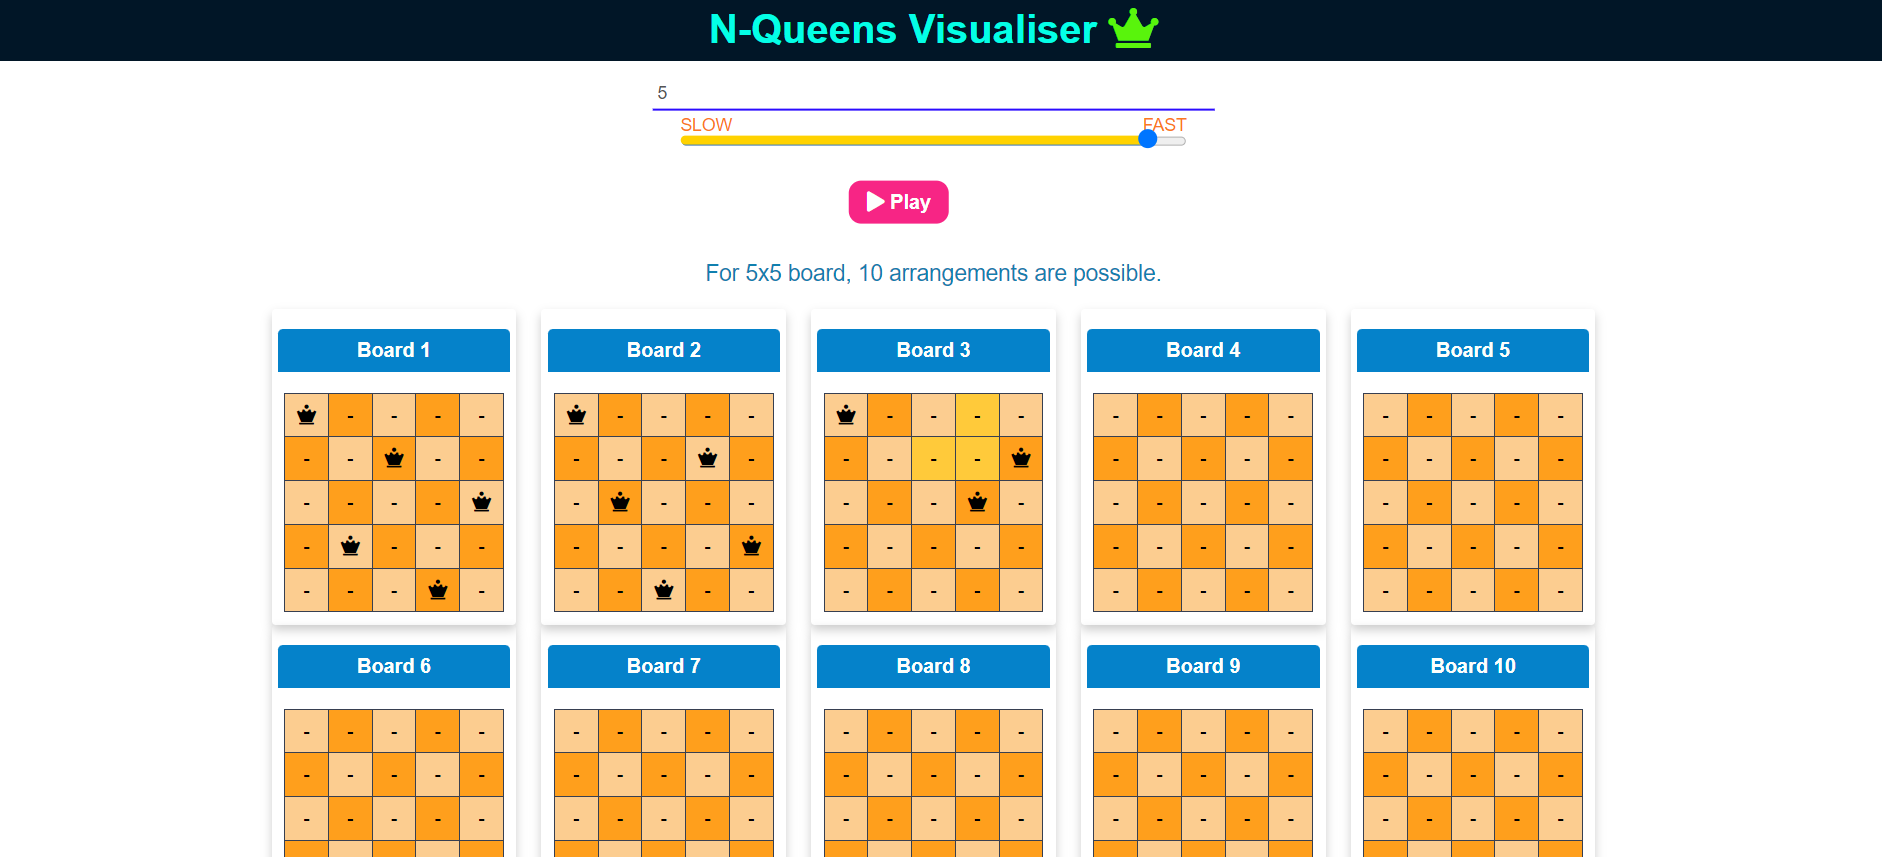 N-Queens Visualiser
5
SLOW FAST
Play
For 5x5 board, 10 arrangements are possible.
Board 1 Board 2 Board 3 Board 4 Board 5
- - - - - - - - - - - - - - - - - - - - - -
- - - - - - - - - - - - - - - - - - - - - -
- - - - - - - - - - - - - - - - - - - - - -
- - - - - - - - - - - - - - - - - - - - - - -
- - - - - - - - - - - - - - - - - - - - - - -
Board 6 Board 7 Board 8 Board 9 Board 10
- - - - - - - - - - - - - - - - - - - - - - - - -
- - - - - - - - - - - - - - - - - - - - - - - - -
- - - - - - - - - - - - - - - - - - - - - - - - -